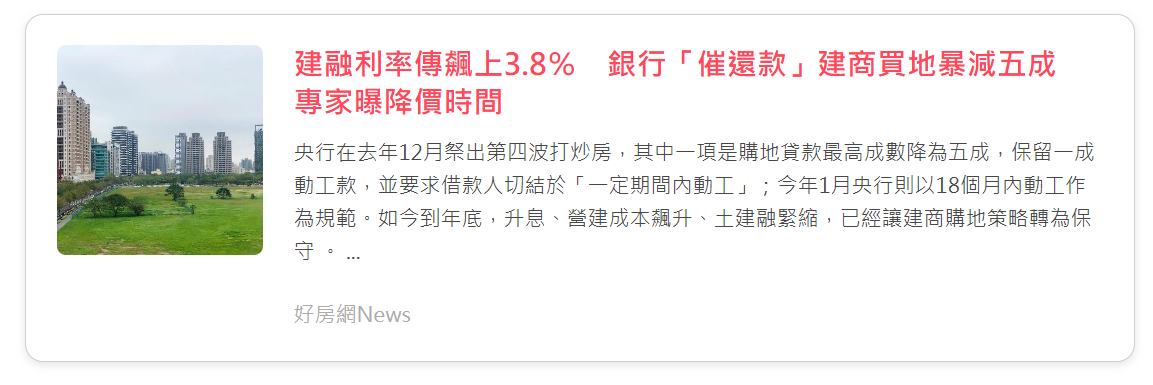 建融利率傳飆上3.8%　銀行「催還款」建商買地暴減五成
專家曝降價時間
央行在去年12月祭出第四波打炒房，其中一項是購地貸款最高成數降為五成，保留一成
動工款，並要求借款人切結於「一定期間內動工」；今年1月央行則以18個月內動工作
為規範。如今到年底，升息、營建成本飆升、土建融緊縮，已經讓建商購地策略轉為保
守 。 ...
好房網News